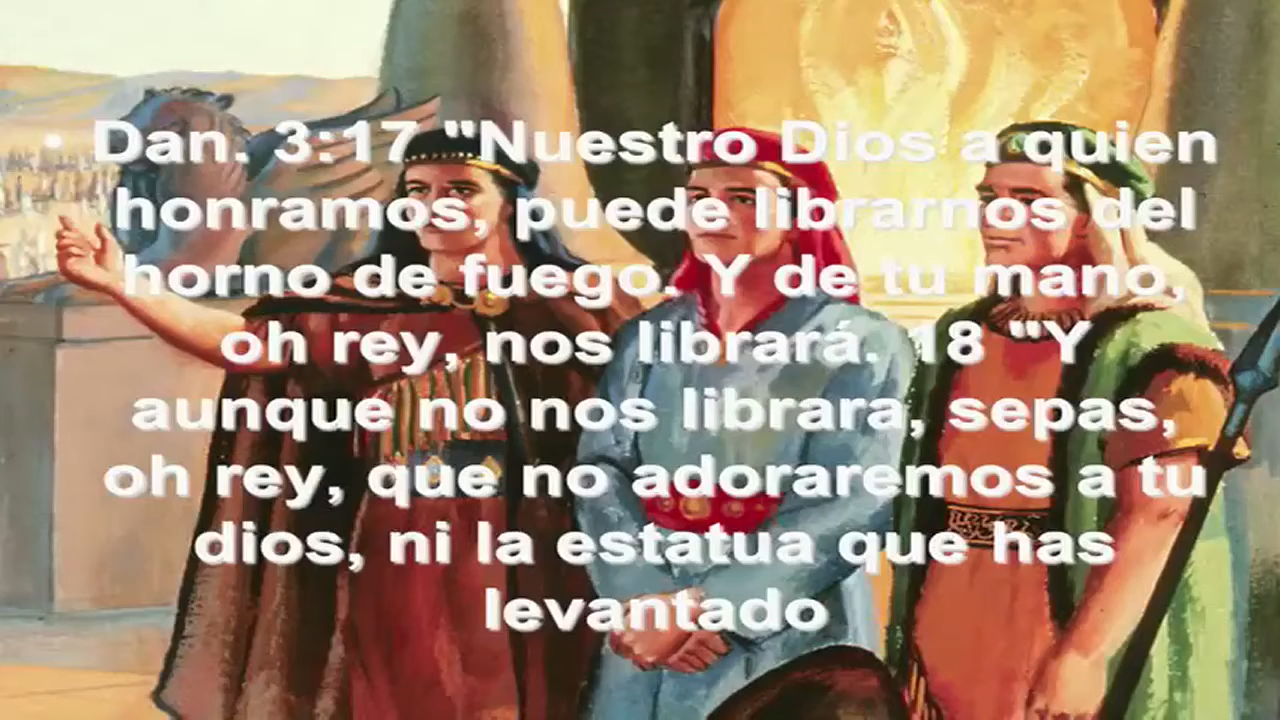 • Dan. 3:17 "Nuestro Dios a quien
honramos, puede librarnos del
horno de fuego. Y de tu mano,
oh rey, nos librará. 18 "Y
aunque no nos librara, sepas,
oh rey, que no adoraremos a tu
dios, ni la estatua que has
levantado